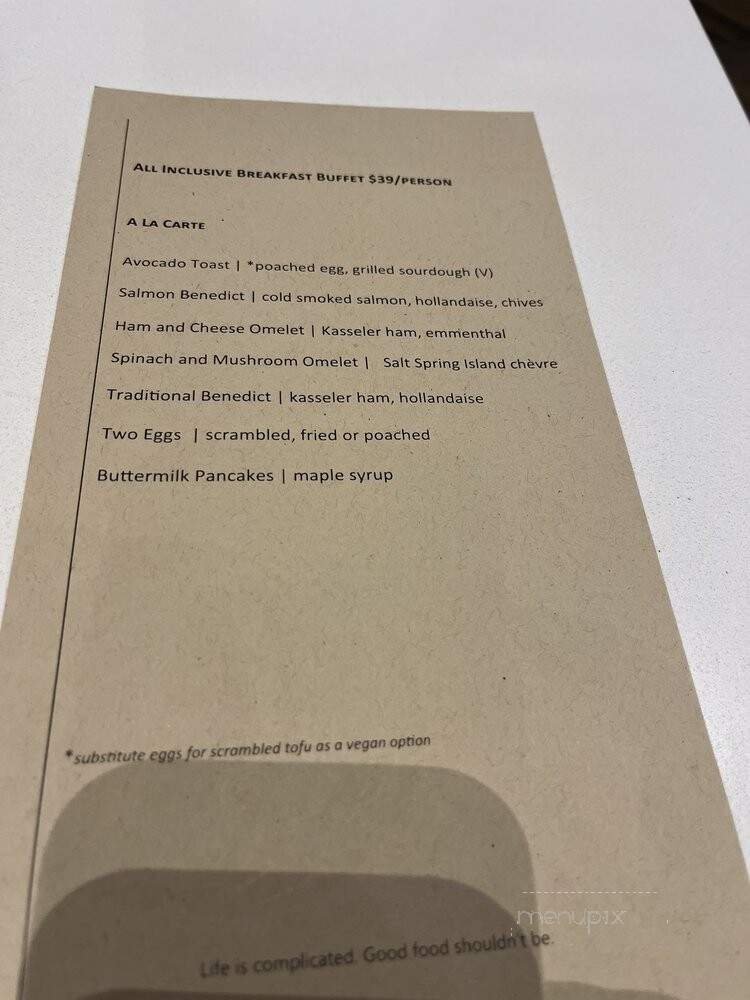 ALL INCLUSIVE BREAKFAST BUFFET $39/PERSON
A LA CARTE
Avocado Toast | *poached egg, grilled sourdough (V)
Salmon Benedict | cold smoked salmon, hollandaise, chives
Ham and Cheese Omelet | Kasseler ham, emmenthal
Spinach and Mushroom Omelet | Salt Spring Island chèvre
Traditional Benedict | kasseler ham, hollandaise
Two Eggs | scrambled, fried or poached
Buttermilk Pancakes | maple syrup
*substitute eggs for scrambled tofu as a vegan option
menupix
Life is complicated. Good food shouldn't be.